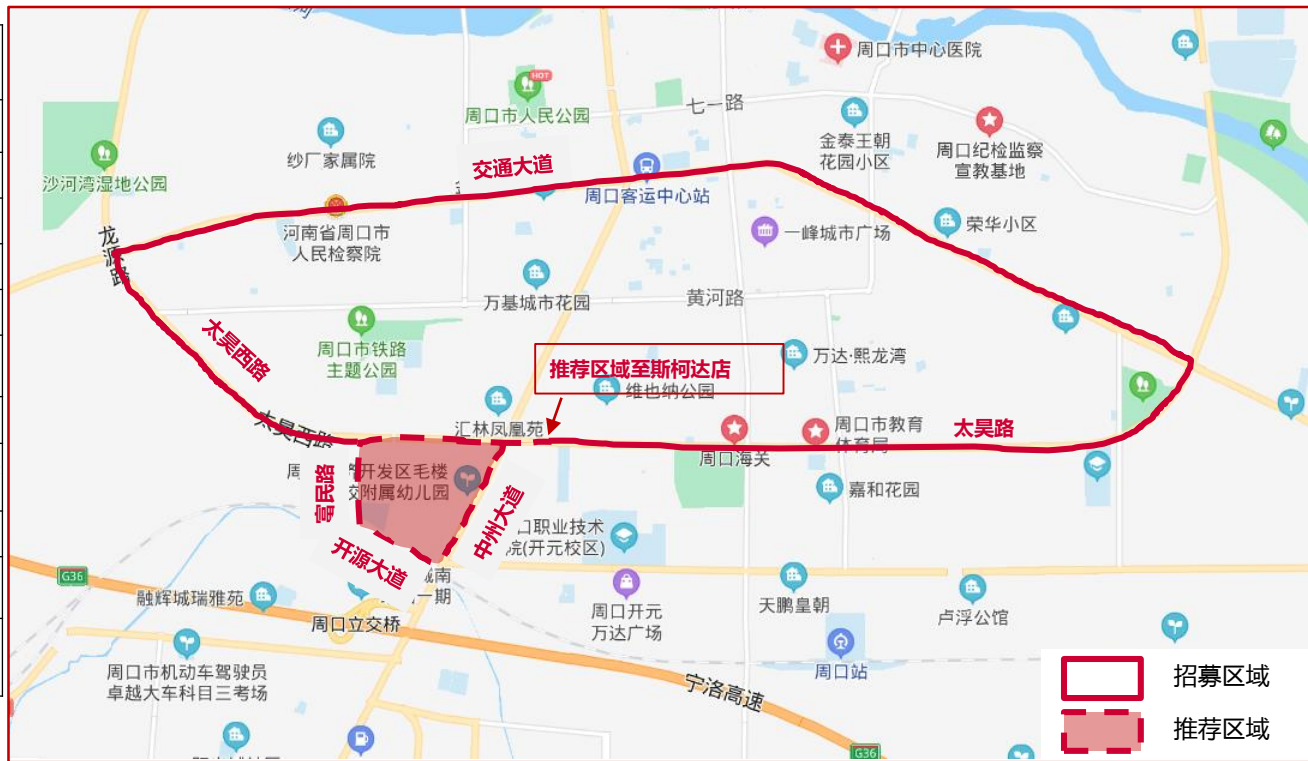 周口市中心医院
HOT
周口市人民公园
七一路
金泰王朝
花园小区
周口纪检监察
宣教基地
纱厂家属院
交通大道
沙河湾湿地公园
周口客运中心站
河南省周口市
人民检察院
一峰城市广场
荣华小区
龙源路
万基城市花园
黄河路
太昊西路
周口市铁路
主题公园
推荐区域至斯柯达店
万达·熙龙湾
维也纳公园
太昊西路
汇林凤凰苑
周口海关
周口市教育
体育局
太昊路
富民路
开发区毛楼
附属幼儿园
中州大道
嘉和花园
口职业技术
院(开元校区)
开源大道
G36
城南
一期
融辉城瑞雅苑
周口立交桥
周口开元
万达广场
天鹏皇朝
卢浮公馆
周口市机动车驾驶员
卓越大车科目三考场
宁洛高速
周口站
G36
招募区域
推荐区域